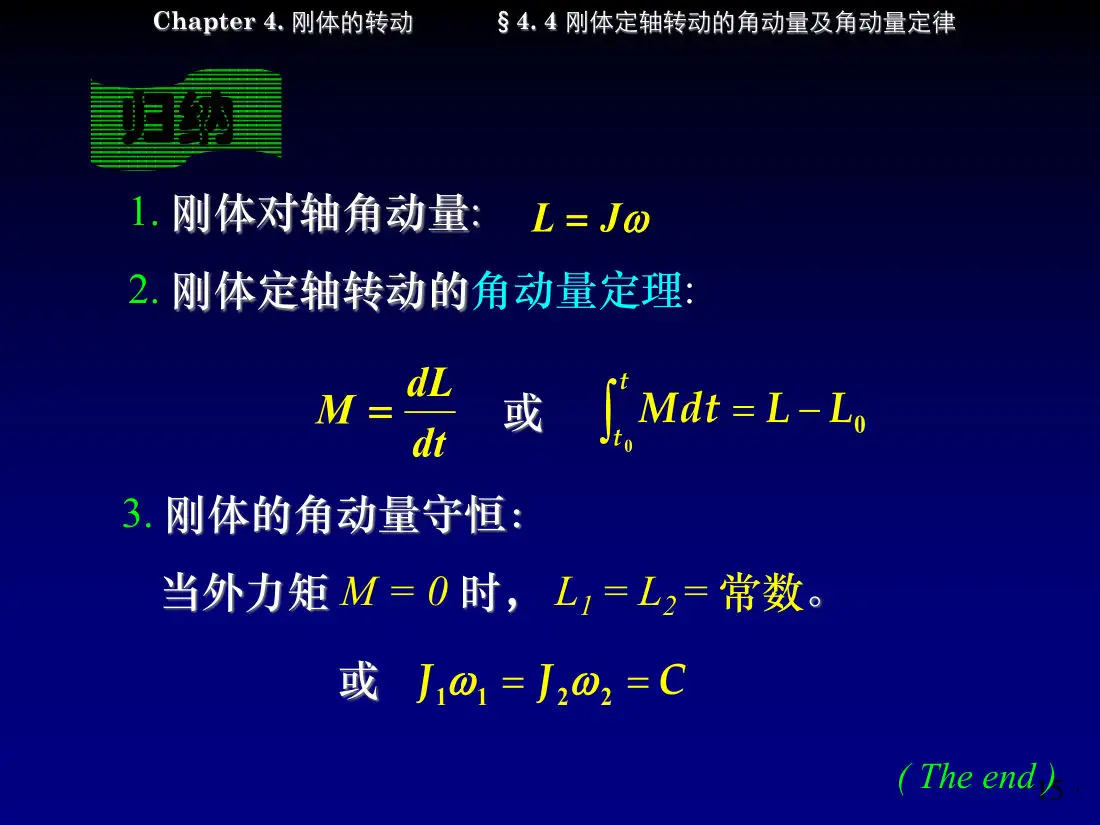 Chapter 4. 刚体的转动 §4. 4 刚体定轴转动的角动量及角动量定律
归纳
1. 刚体对轴角动量: L = Jω
2. 刚体定轴转动的角动量定理:
M = dL/dt 或 ∫_{t₀}^{t} Mdt = L − L₀
3. 刚体的角动量守恒:
当外力矩 M = 0 时, L₁ = L₂ = 常数。
或 J₁ω₁ = J₂ω₂ = C
( The end )
15